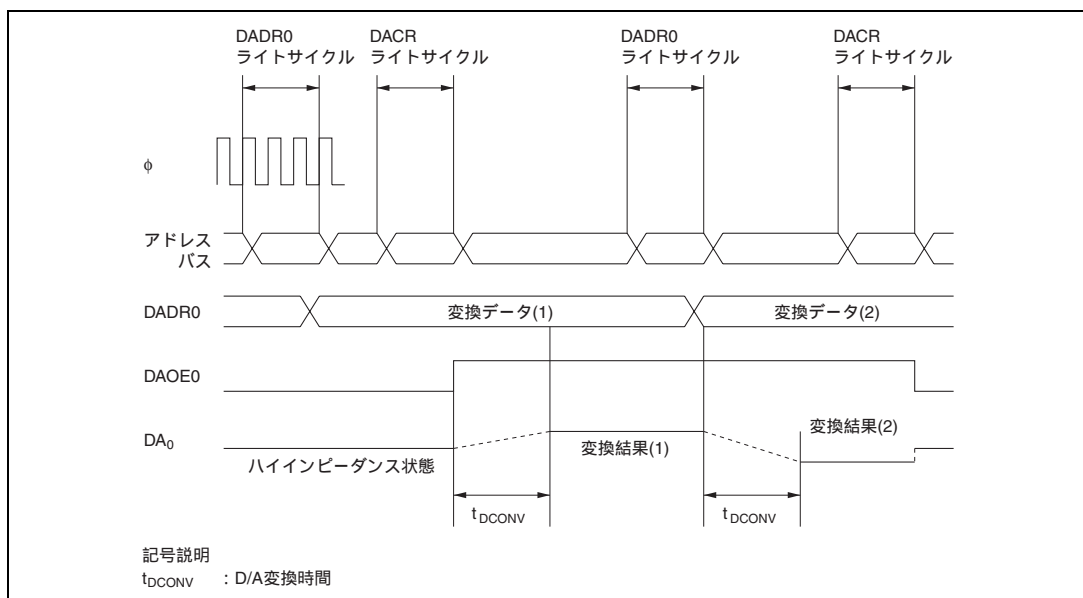 DADR0
ライトサイクル
DACR
ライトサイクル
DADR0
ライトサイクル
DACR
ライトサイクル
φ
アドレス
バス
DADR0
変換データ(1)
変換データ(2)
DAOE0
DA0
変換結果(2)
変換結果(1)
ハイインピーダンス状態
tDCONV
tDCONV
記号説明
tDCONV :D/A変換時間